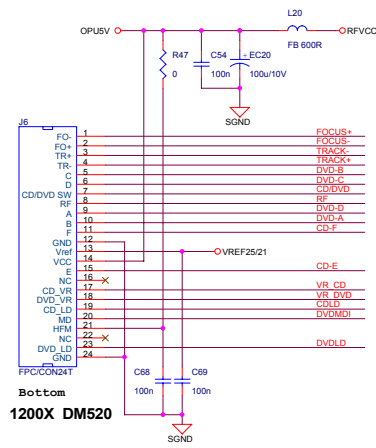 L20
OPU5V
RFVCC
R47
0
C54
100n
EC20
100u/10V
FB 600R
+
SGND
J6
FO- 1 FOCUS+
FO+ 2 FOCUS-
TR+ 3 TRACK-
TR- 4 TRACK+
C 5 DVD-B
D 6 DVD-C
CD/DVD SW 7 CD/DVD
RF 8 RF
A 9 DVD-D
B 10 DVD-A
F 11 CD-F
GND 12
Vref 13 VREF25/21
VCC 14
E 15 CD-E
NC 16
CD_VR 17 VR_CD
DVD_VR 18 VR_DVD
CD_LD 19 CDLD
MD 20 DVDMDI
HFM 21
NC 22
DVD_LD 23 DVDLD
GND 24
FPC/CON24T
C68
100n
C69
100n
Bottom
1200X DM520
SGND